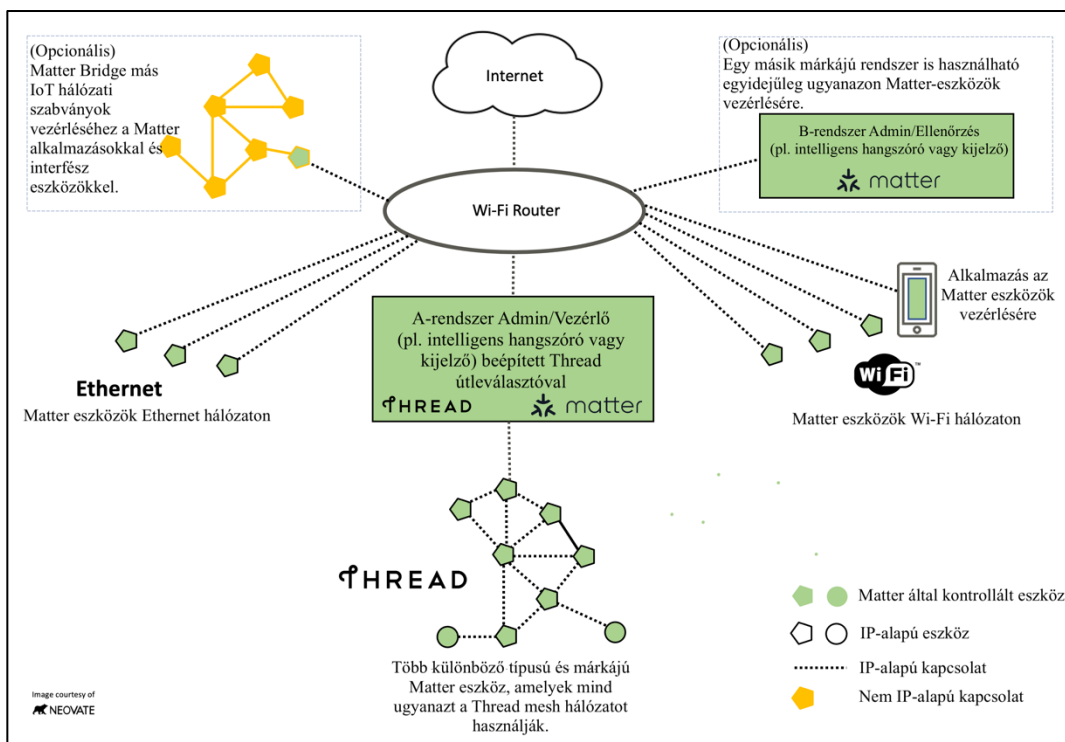 (Opcionális)
Matter Bridge más
IoT hálózati
szabványok
vezérléséhez a Matter
alkalmazásokkal és
interfész
eszközökkel.
Internet
(Opcionális)
Egy másik márkájú rendszer is használható
egyidejűleg ugyanazon Matter-eszközök
vezérlésére.
B-rendszer Admin/Ellenőrzés
(pl. intelligens hangszóró vagy kijelző)
matter
Wi-Fi Router
Alkalmazás az
Matter eszközök
vezérlésére
A-rendszer Admin/Vezérlő
(pl. intelligens hangszóró vagy
kijelző) beépített Thread
útleválasztóval
THREAD matter
Ethernet
Matter eszközök Ethernet hálózaton
Wi Fi ™
Matter eszközök Wi-Fi hálózaton
THREAD
Több különböző típusú és márkájú
Matter eszköz, amelyek mind
ugyanazt a Thread mesh hálózatot
használják.
Matter által kontrollált eszköz
IP-alapú eszköz
IP-alapú kapcsolat
Nem IP-alapú kapcsolat
Image courtesy of
NEOVATE